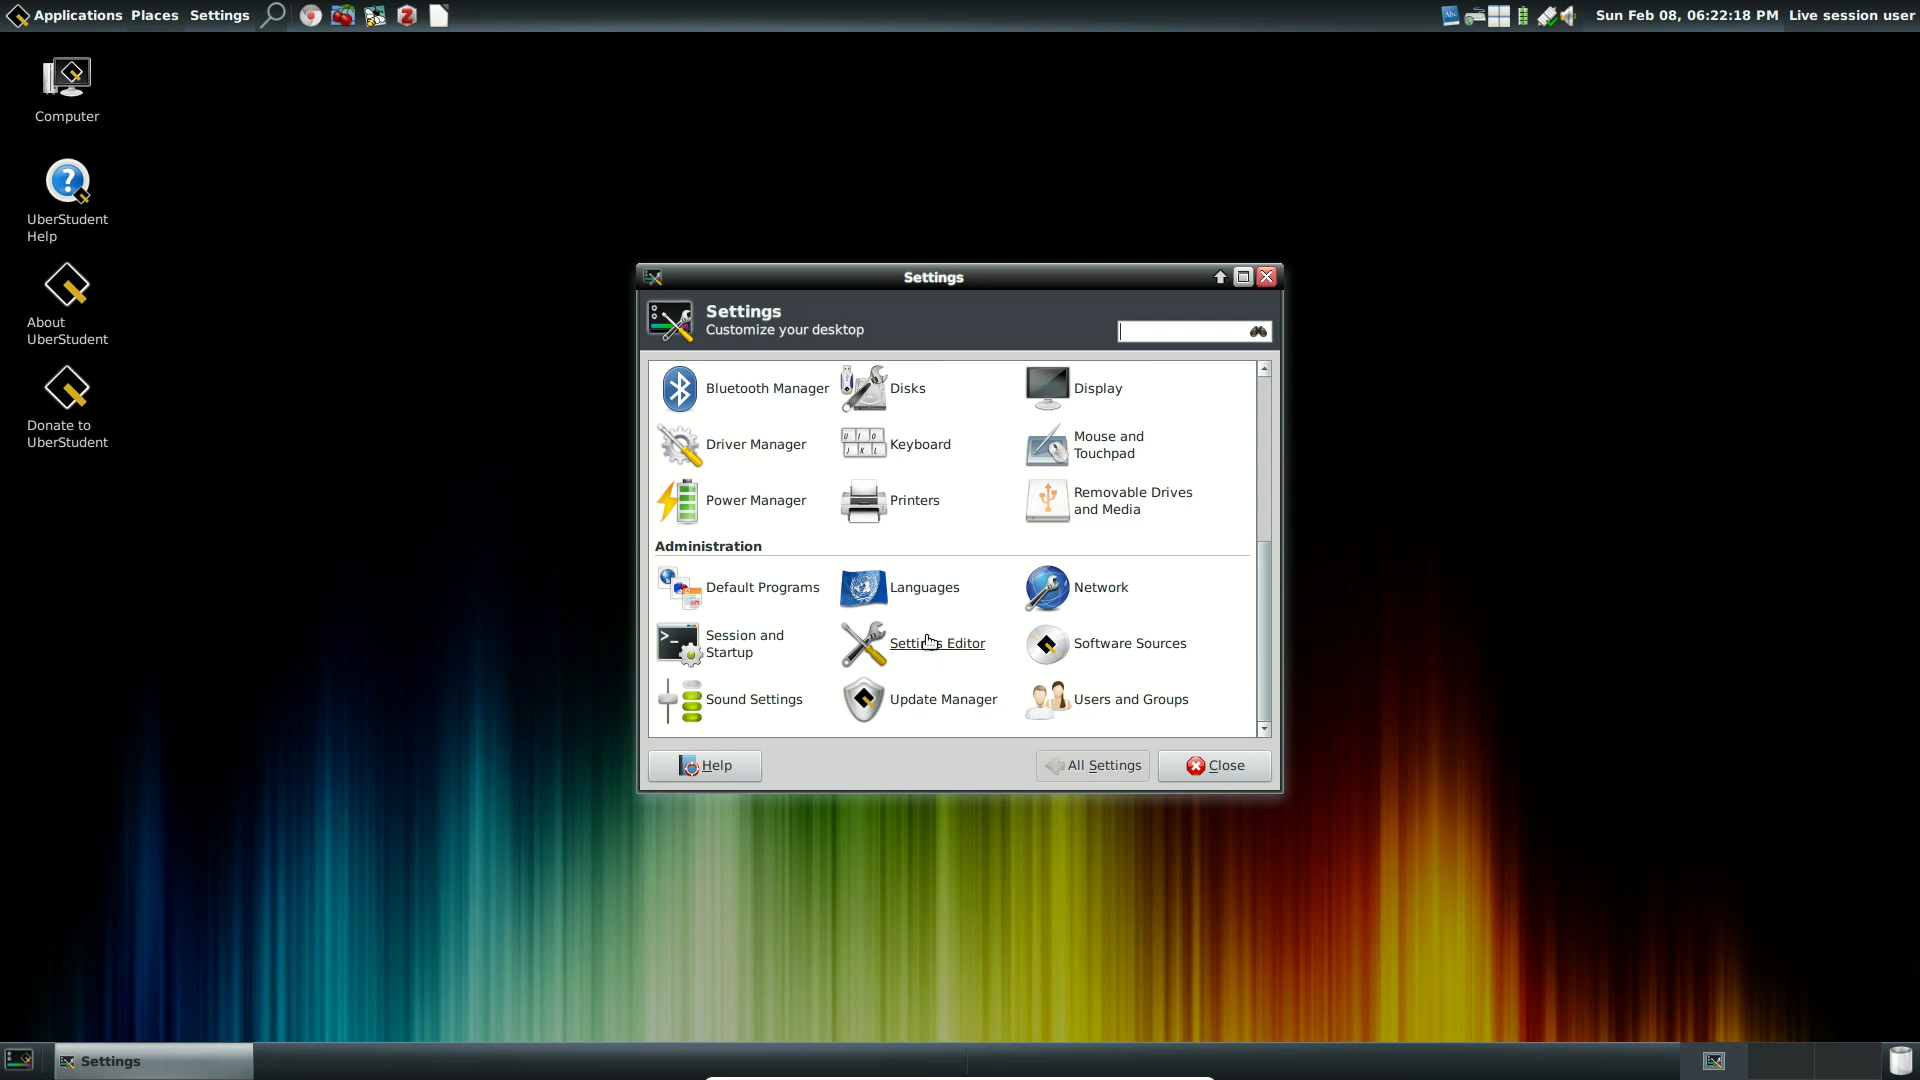 Applications Places Settings
Sun Feb 08, 06:22:18 PM Live session user
Computer
UberStudent
Help
About
UberStudent
Donate to
UberStudent
Settings
Settings
Customize your desktop
Bluetooth Manager
Disks
Display
Driver Manager
Keyboard
Mouse and
Touchpad
Power Manager
Printers
Removable Drives
and Media
Administration
Default Programs
Languages
Network
Session and
Startup
Settings Editor
Software Sources
Sound Settings
Update Manager
Users and Groups
Help
All Settings
Close
Settings